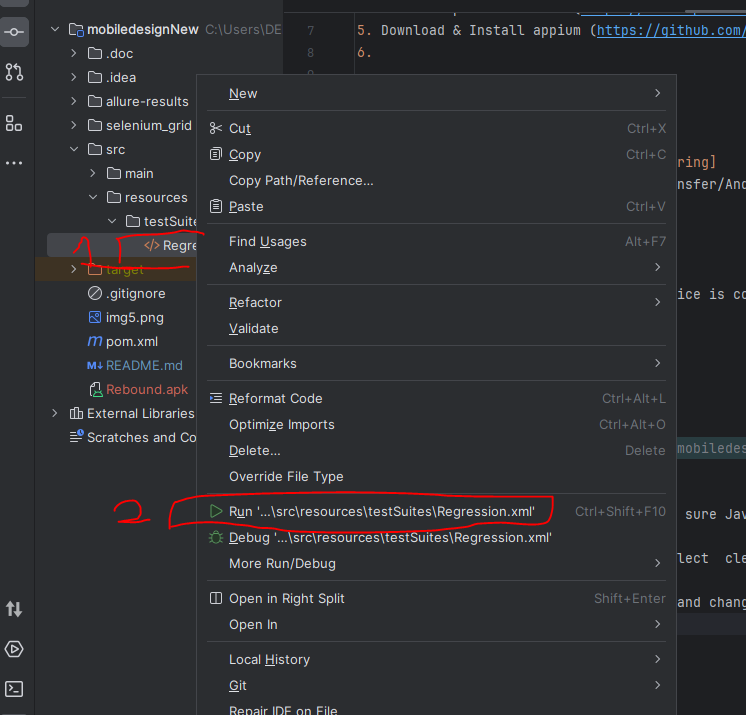 mobiledesignNew C:\Users\DE
.doc
.idea
allure-results
selenium_grid
src
main
resources
testSuite
Regre
target
.gitignore
img5.png
pom.xml
README.md
Rebound.apk
External Libraries
Scratches and Co
1
2
7
5. Download & Install appium (https://github.com/
8
6.
New
Cut Ctrl+X
Copy Ctrl+C
Copy Path/Reference...
Paste Ctrl+V
Find Usages Alt+F7
Analyze
Refactor
Validate
Bookmarks
Reformat Code Ctrl+Alt+L
Optimize Imports Ctrl+Alt+O
Delete... Delete
Override File Type
Run '...\src\resources\testSuites\Regression.xml' Ctrl+Shift+F10
Debug '...\src\resources\testSuites\Regression.xml'
More Run/Debug
Open in Right Split Shift+Enter
Open In
Local History
Git
Repair IDE on File
ring]
nsfer/And
ice is co
mobiledes
sure Jav
lect cle
and chang